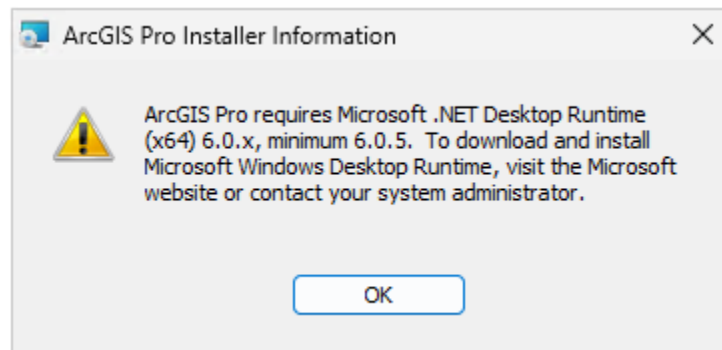 ArcGIS Pro Installer Information
ArcGIS Pro requires Microsoft .NET Desktop Runtime
(x64) 6.0.x, minimum 6.0.5.  To download and install
Microsoft Windows Desktop Runtime, visit the Microsoft
website or contact your system administrator.
OK